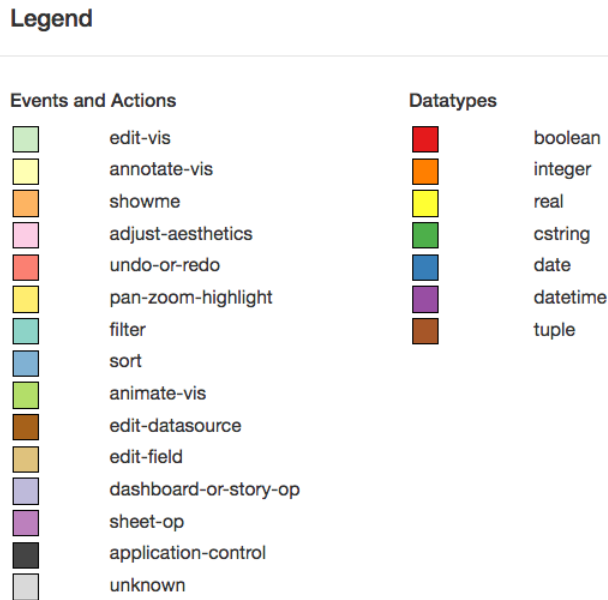 Legend
Events and Actions
edit-vis
annotate-vis
showme
adjust-aesthetics
undo-or-redo
pan-zoom-highlight
filter
sort
animate-vis
edit-datasource
edit-field
dashboard-or-story-op
sheet-op
application-control
unknown
Datatypes
boolean
integer
real
cstring
date
datetime
tuple